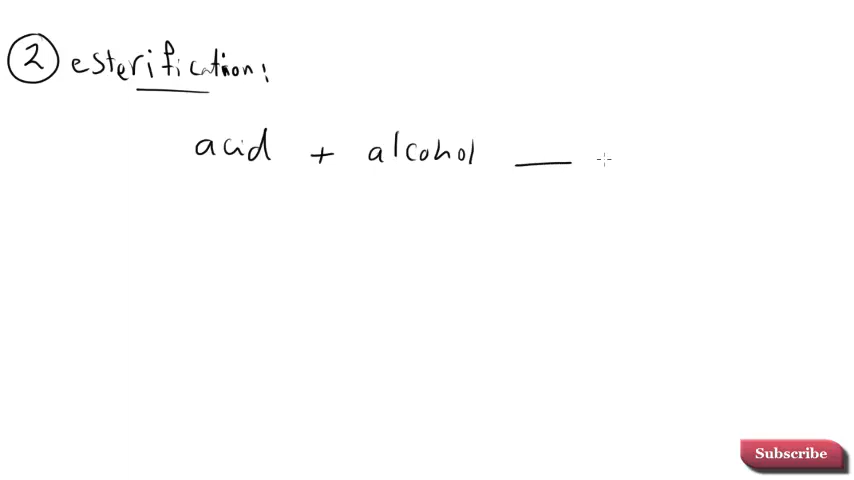 2 esterification:
acid + alcohol —
Subscribe